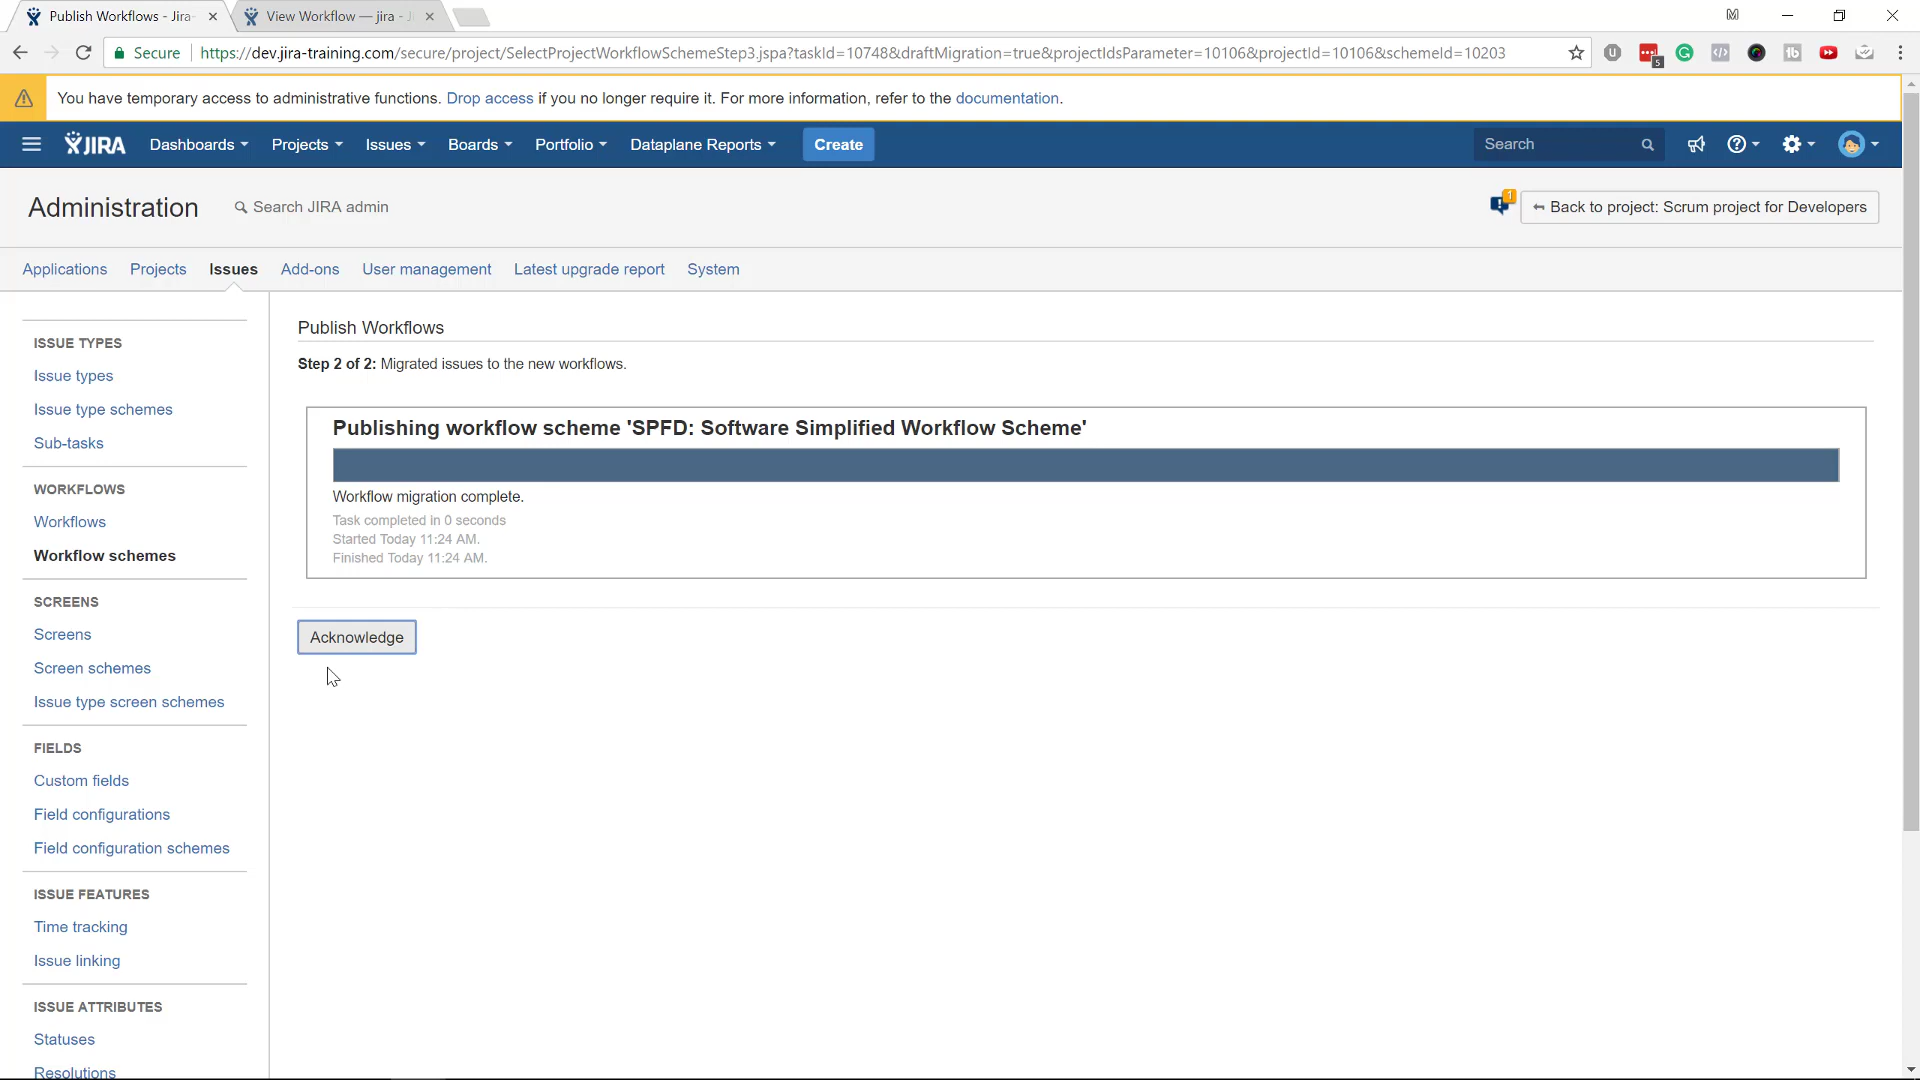 Publish Workflows - Jira-
View Workflow — jira - J
Secure
https://dev.jira-training.com/secure/project/SelectProjectWorkflowSchemeStep3.jspa?taskId=10748&draftMigration=true&projectIdsParameter=10106&projectId=10106&schemeId=10203
5
You have temporary access to administrative functions. Drop access if you no longer require it. For more information, refer to the documentation.
JIRA
Dashboards
Projects
Issues
Boards
Portfolio
Dataplane Reports
Create
Search
Administration
Search JIRA admin
1
Back to project: Scrum project for Developers
Applications
Projects
Issues
Add-ons
User management
Latest upgrade report
System
ISSUE TYPES
Issue types
Issue type schemes
Sub-tasks
WORKFLOWS
Workflows
Workflow schemes
SCREENS
Screens
Screen schemes
Issue type screen schemes
FIELDS
Custom fields
Field configurations
Field configuration schemes
ISSUE FEATURES
Time tracking
Issue linking
ISSUE ATTRIBUTES
Statuses
Resolutions
Publish Workflows
Step 2 of 2: Migrated issues to the new workflows.
Publishing workflow scheme 'SPFD: Software Simplified Workflow Scheme'
Workflow migration complete.
Task completed in 0 seconds
Started Today 11:24 AM.
Finished Today 11:24 AM.
Acknowledge